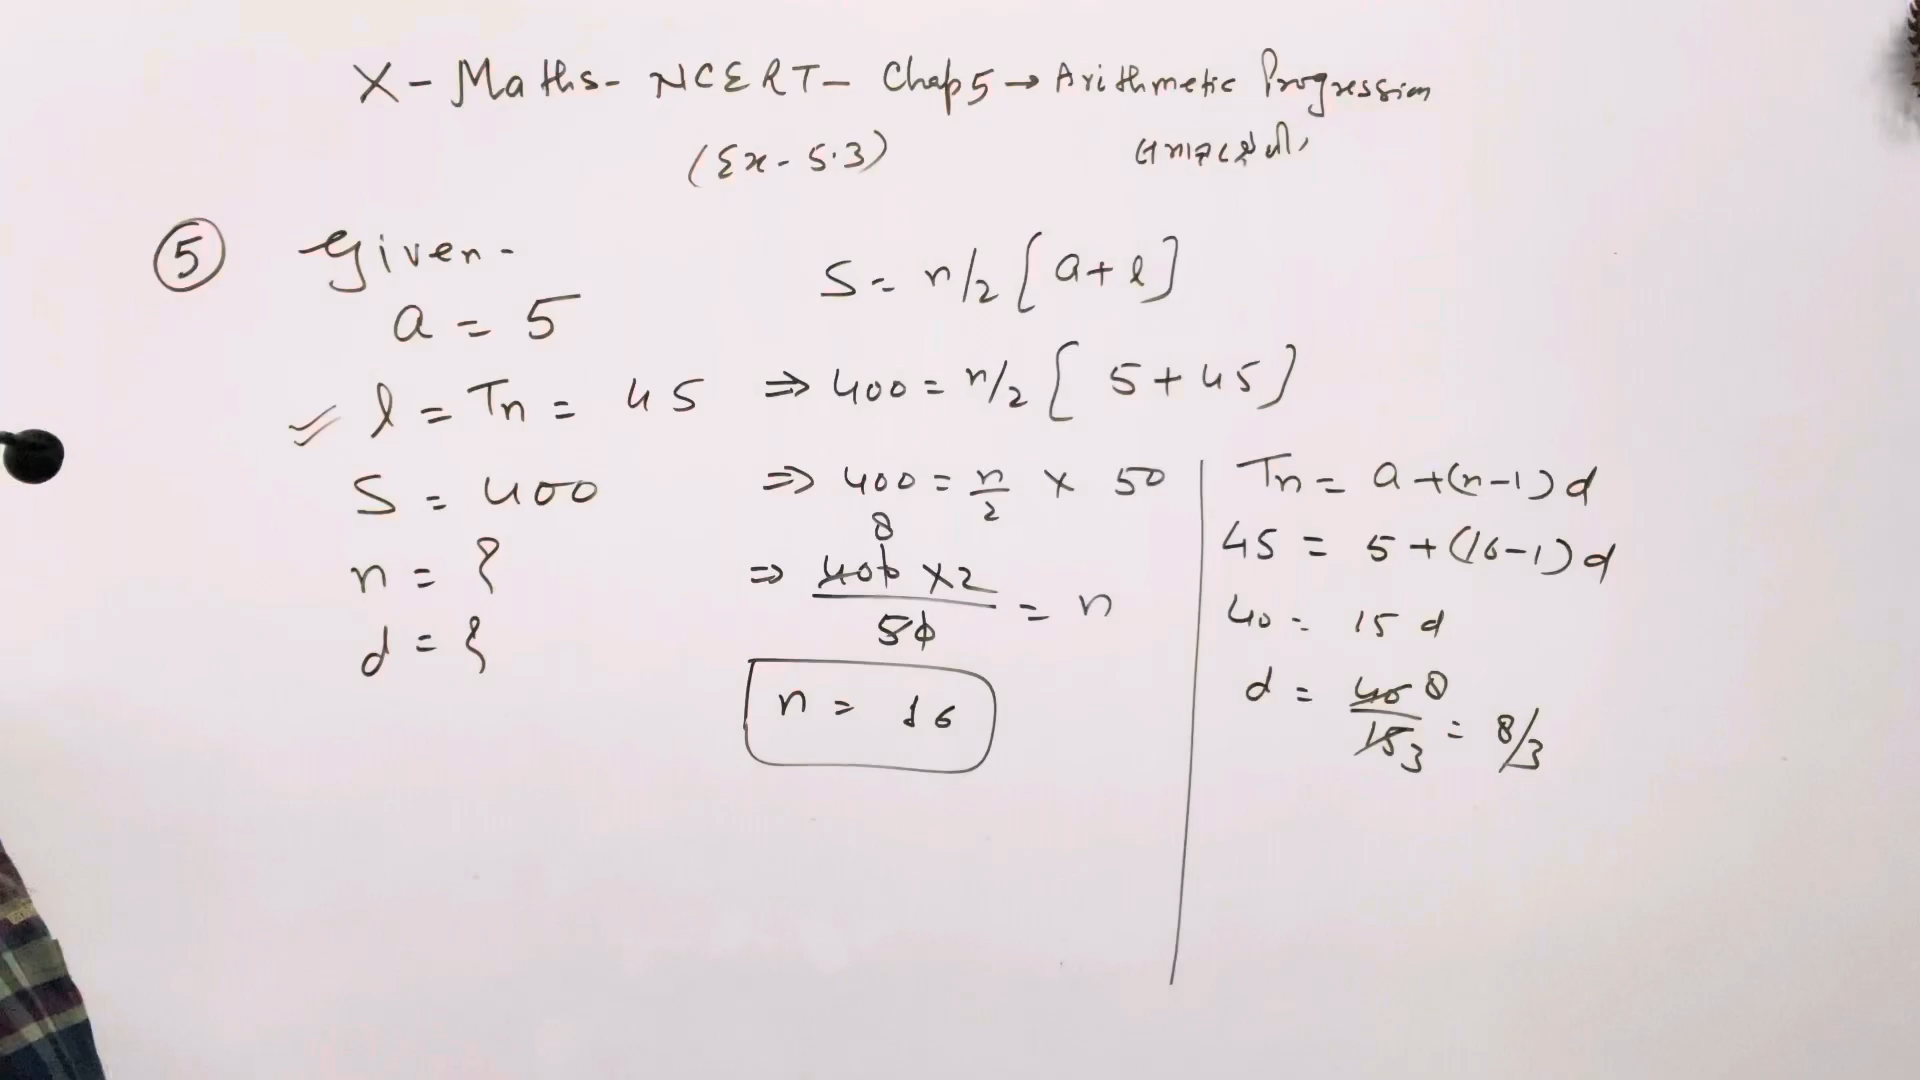 X - Maths - NCERT - Chap 5 → Arithmetic Progression
(Ex - 5.3)
5 Given -
a = 5
l = Tn = 45
S = 400
n = ?
d = ?
S = n/2 [a + l]
⇒ 400 = n/2 [5 + 45]
⇒ 400 = n/2 × 50
8
⇒ 400 × 2 / 50 = n
n = 16
Tn = a + (n - 1) d
45 = 5 + (16 - 1) d
40 = 15 d
d = 40 8 / 15 3 = 8/3